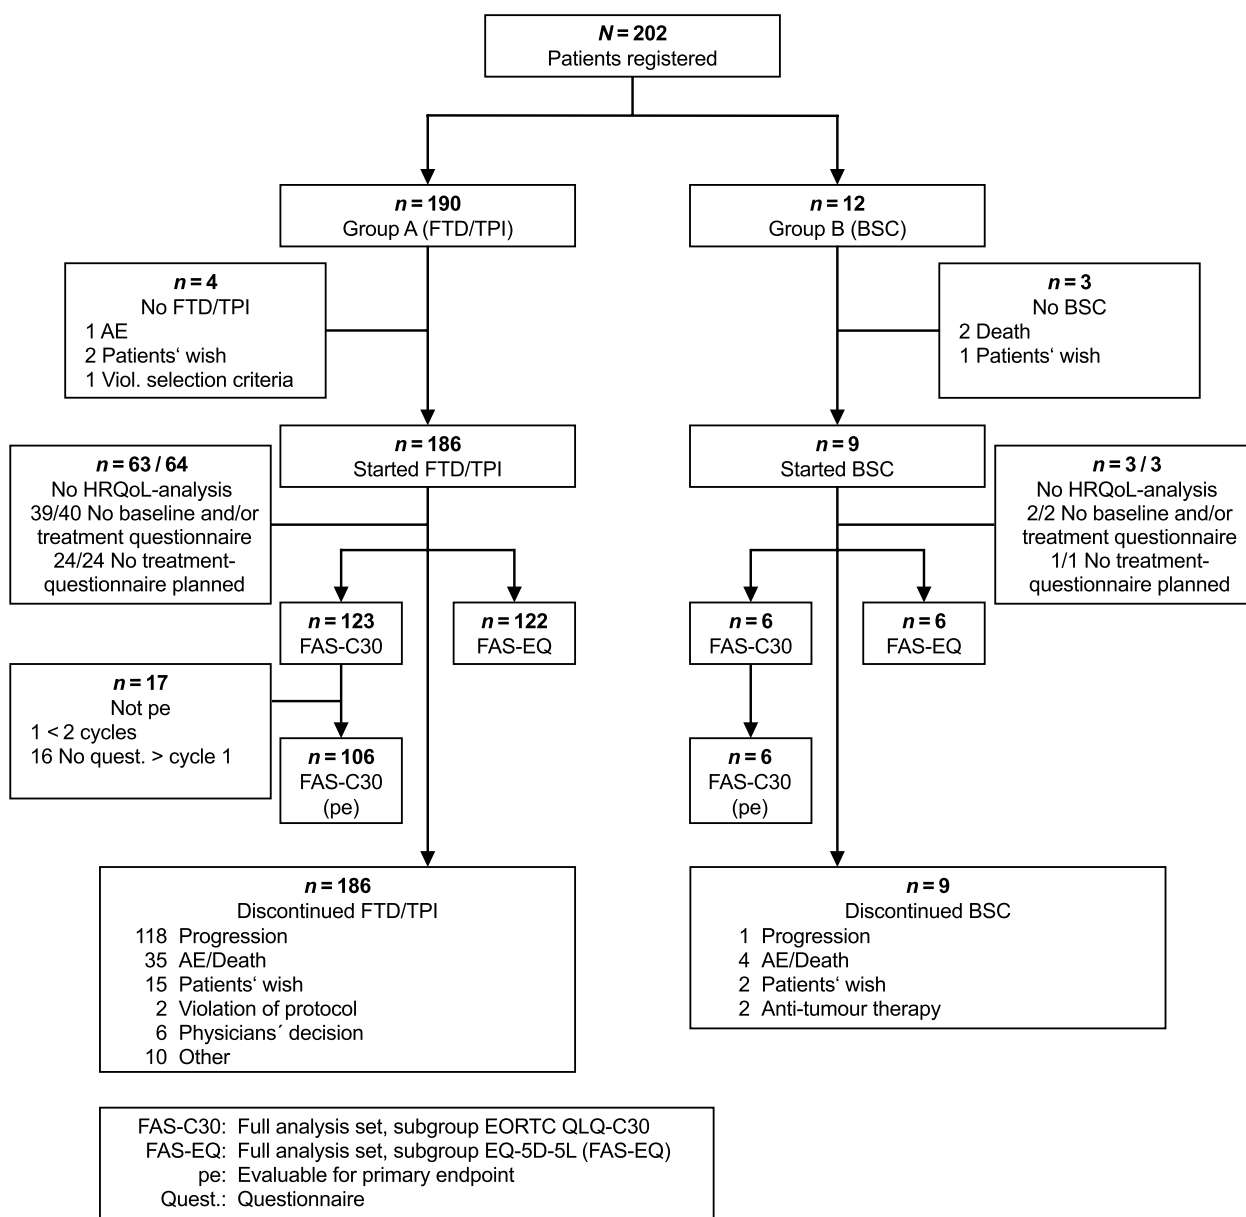 N = 202
Patients registered
n = 190
Group A (FTD/TPI)
n = 12
Group B (BSC)
n = 4
No FTD/TPI
1 AE
2 Patients‘ wish
1 Viol. selection criteria
n = 3
No BSC
2 Death
1 Patients‘ wish
n = 186
Started FTD/TPI
n = 9
Started BSC
n = 63 / 64
No HRQoL-analysis
39/40 No baseline and/or
treatment questionnaire
24/24 No treatment-
questionnaire planned
n = 3 / 3
No HRQoL-analysis
2/2 No baseline and/or
treatment questionnaire
1/1 No treatment-
questionnaire planned
n = 123
FAS-C30
n = 122
FAS-EQ
n = 6
FAS-C30
n = 6
FAS-EQ
n = 17
Not pe
1 < 2 cycles
16 No quest. > cycle 1
n = 106
FAS-C30
(pe)
n = 6
FAS-C30
(pe)
n = 186
Discontinued FTD/TPI
118 Progression
35 AE/Death
15 Patients‘ wish
2 Violation of protocol
6 Physicians´ decision
10 Other
n = 9
Discontinued BSC
1 Progression
4 AE/Death
2 Patients‘ wish
2 Anti-tumour therapy
FAS-C30: Full analysis set, subgroup EORTC QLQ-C30
FAS-EQ: Full analysis set, subgroup EQ-5D-5L (FAS-EQ)
pe: Evaluable for primary endpoint
Quest.: Questionnaire